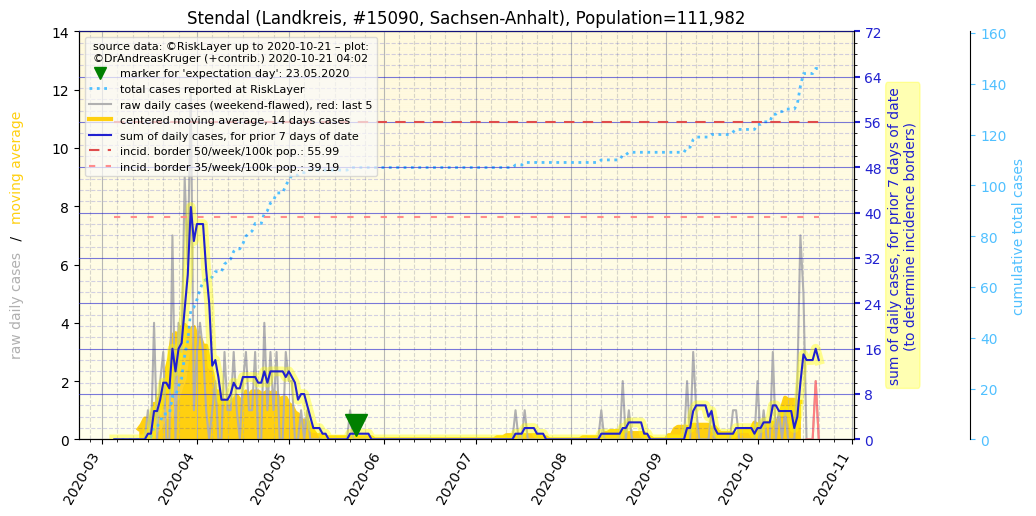 Stendal (Landkreis, #15090, Sachsen-Anhalt), Population=111,982
source data: ©RiskLayer up to 2020-10-21 – plot:
©DrAndreasKruger (+contrib.) 2020-10-21 04:02
marker for 'expectation day': 23.05.2020
total cases reported at RiskLayer
raw daily cases (weekend-flawed), red: last 5
centered moving average, 14 days cases
sum of daily cases, for prior 7 days of date
incid. border 50/week/100k pop.: 55.99
incid. border 35/week/100k pop.: 39.19
raw daily cases / moving average
14
12
10
8
6
4
2
0
2020-03
2020-04
2020-05
2020-06
2020-07
2020-08
2020-09
2020-10
2020-11
72
64
56
48
40
32
24
16
8
0
sum of daily cases, for prior 7 days of date
(to determine incidence borders)
160
140
120
100
80
60
40
20
0
cumulative total cases